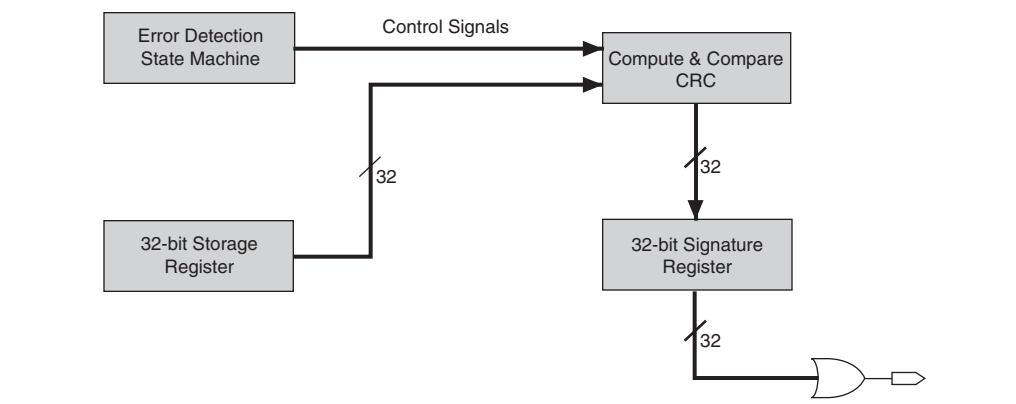 Control Signals
Error Detection
State Machine
Compute & Compare
CRC
32
32
32-bit Storage
Register
32-bit Signature
Register
32